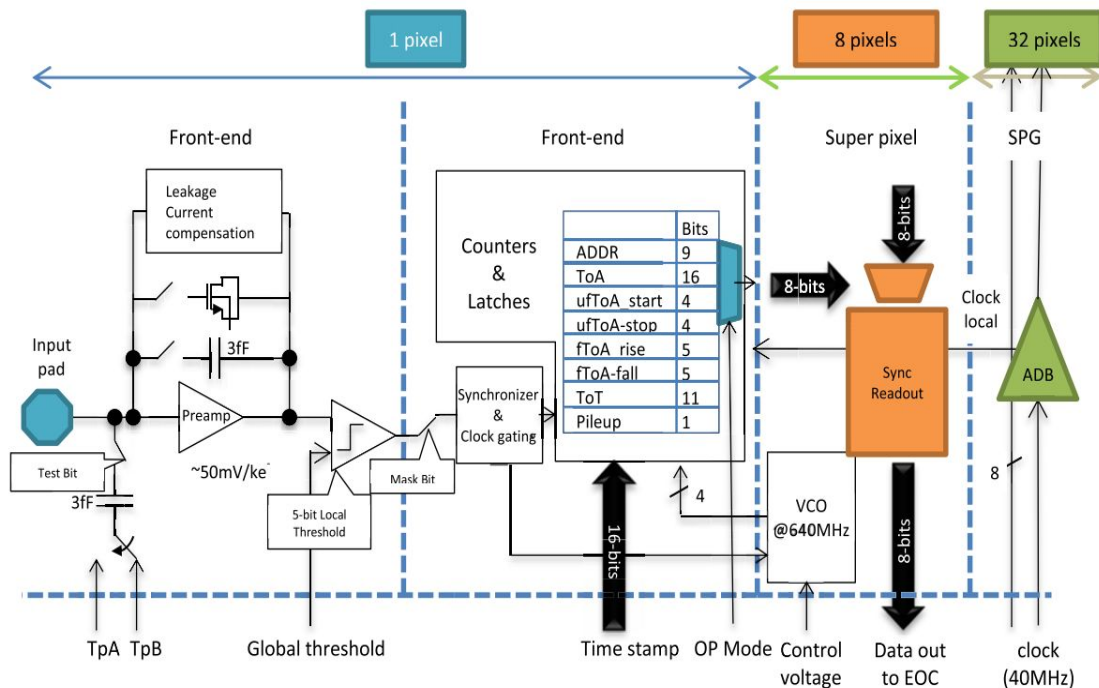 1 pixel
8 pixels
32 pixels
Front-end
Front-end
Super pixel
SPG
Leakage
Current
compensation
3fF
Input
pad
Preamp
~50mV/ke-
Test Bit
3fF
5-bit Local
Threshold
Mask Bit
TpA
TpB
Global threshold
Counters
&
Latches
Bits
ADDR 9
ToA 16
ufToA_start 4
ufToA-stop 4
fToA_rise 5
fToA-fall 5
ToT 11
Pileup 1
Synchronizer
&
Clock gating
16-bits
Time stamp
OP Mode
4
8-bits
8-bits
Sync
Readout
VCO
@640MHz
8-bits
Control
voltage
Data out
to EOC
Clock
local
ADB
8
clock
(40MHz)